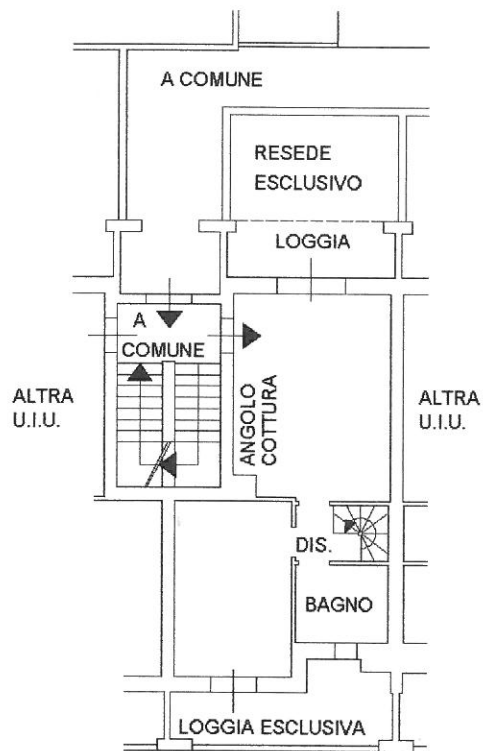 A COMUNE
RESEDE
ESCLUSIVO
LOGGIA
A
COMUNE
ALTRA
U.I.U.
ANGOLO
COTTURA
ALTRA
U.I.U.
DIS.
BAGNO
LOGGIA ESCLUSIVA